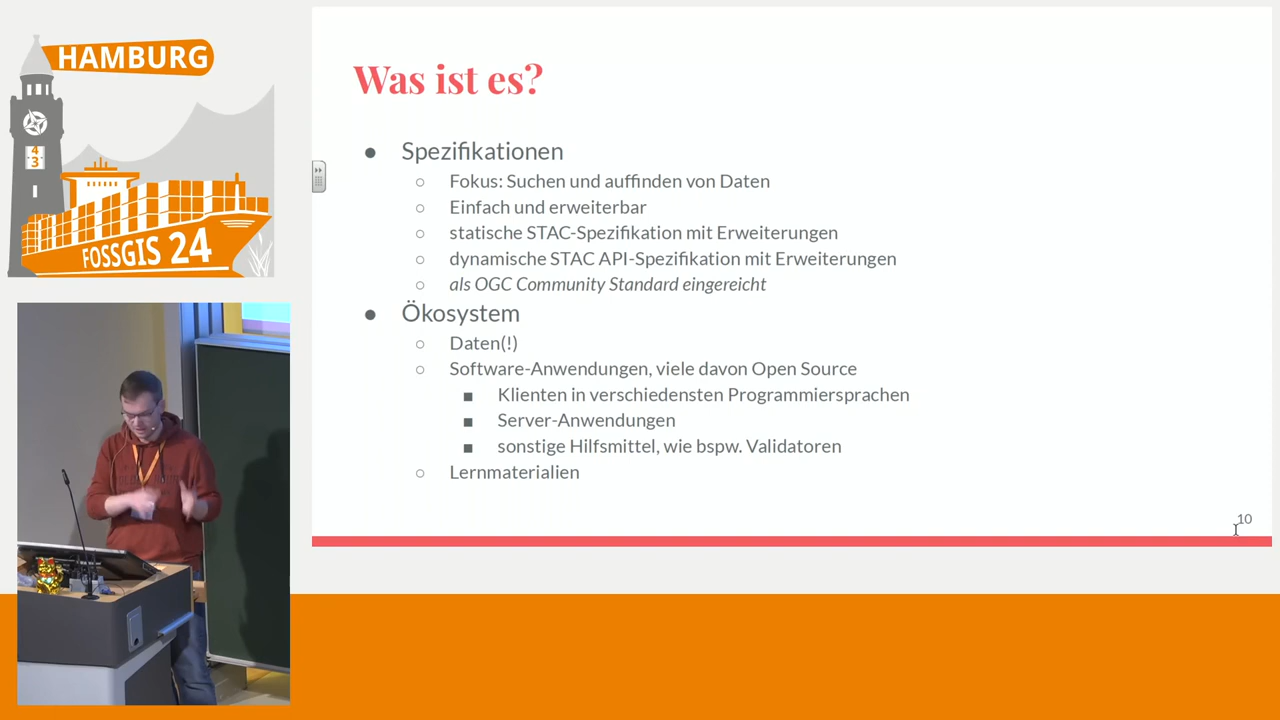 HAMBURG
4
3
FOSSGIS 24
Was ist es?
● Spezifikationen
○ Fokus: Suchen und auffinden von Daten
○ Einfach und erweiterbar
○ statische STAC-Spezifikation mit Erweiterungen
○ dynamische STAC API-Spezifikation mit Erweiterungen
○ als OGC Community Standard eingereicht
● Ökosystem
○ Daten(!)
○ Software-Anwendungen, viele davon Open Source
■ Klienten in verschiedensten Programmiersprachen
■ Server-Anwendungen
■ sonstige Hilfsmittel, wie bspw. Validatoren
○ Lernmaterialien
10